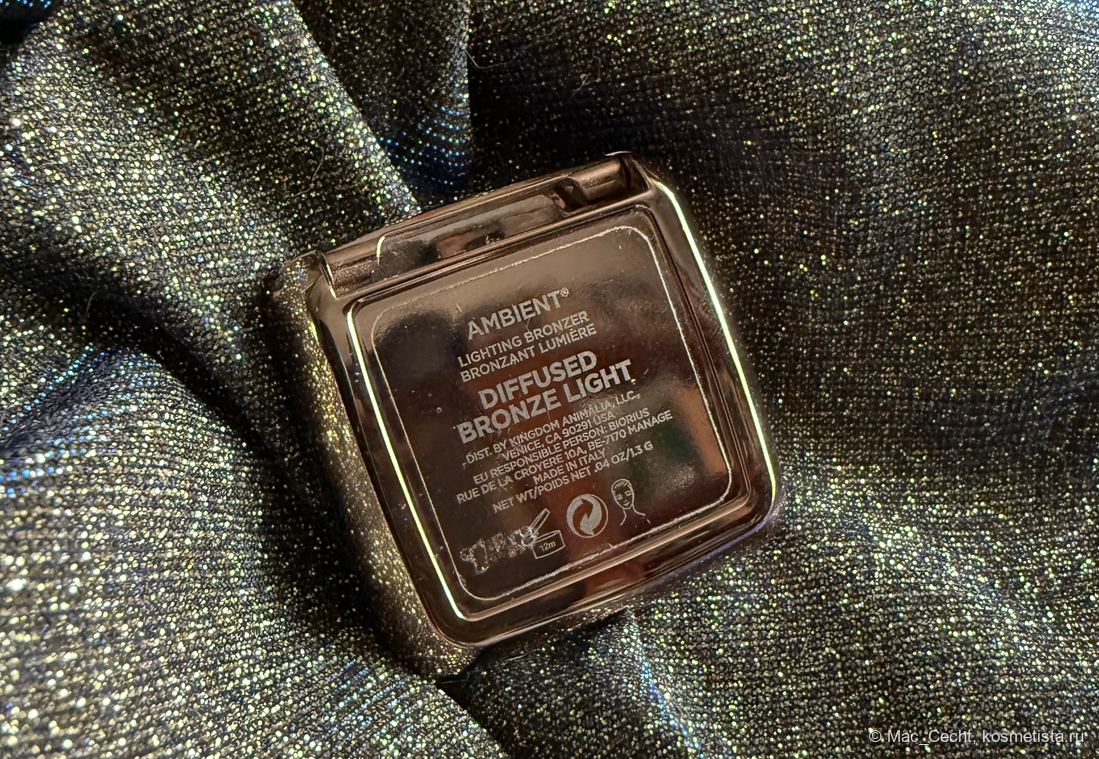 AMBIENT®
LIGHTING BRONZER
BRONZANT LUMIÈRE
DIFFUSED
BRONZE LIGHT
DIST. BY KINGDOM ANIMALIA, LLC.,
VENICE, CA 90291 USA
EU RESPONSIBLE PERSON: BIORIUS
RUE DE LA CROYERE 10A, BE-7170 MANAGE
MADE IN ITALY
NET WT/POIDS NET .04 OZ/1.3 G
12m
© Mac_Cecht, kosmetista.ru